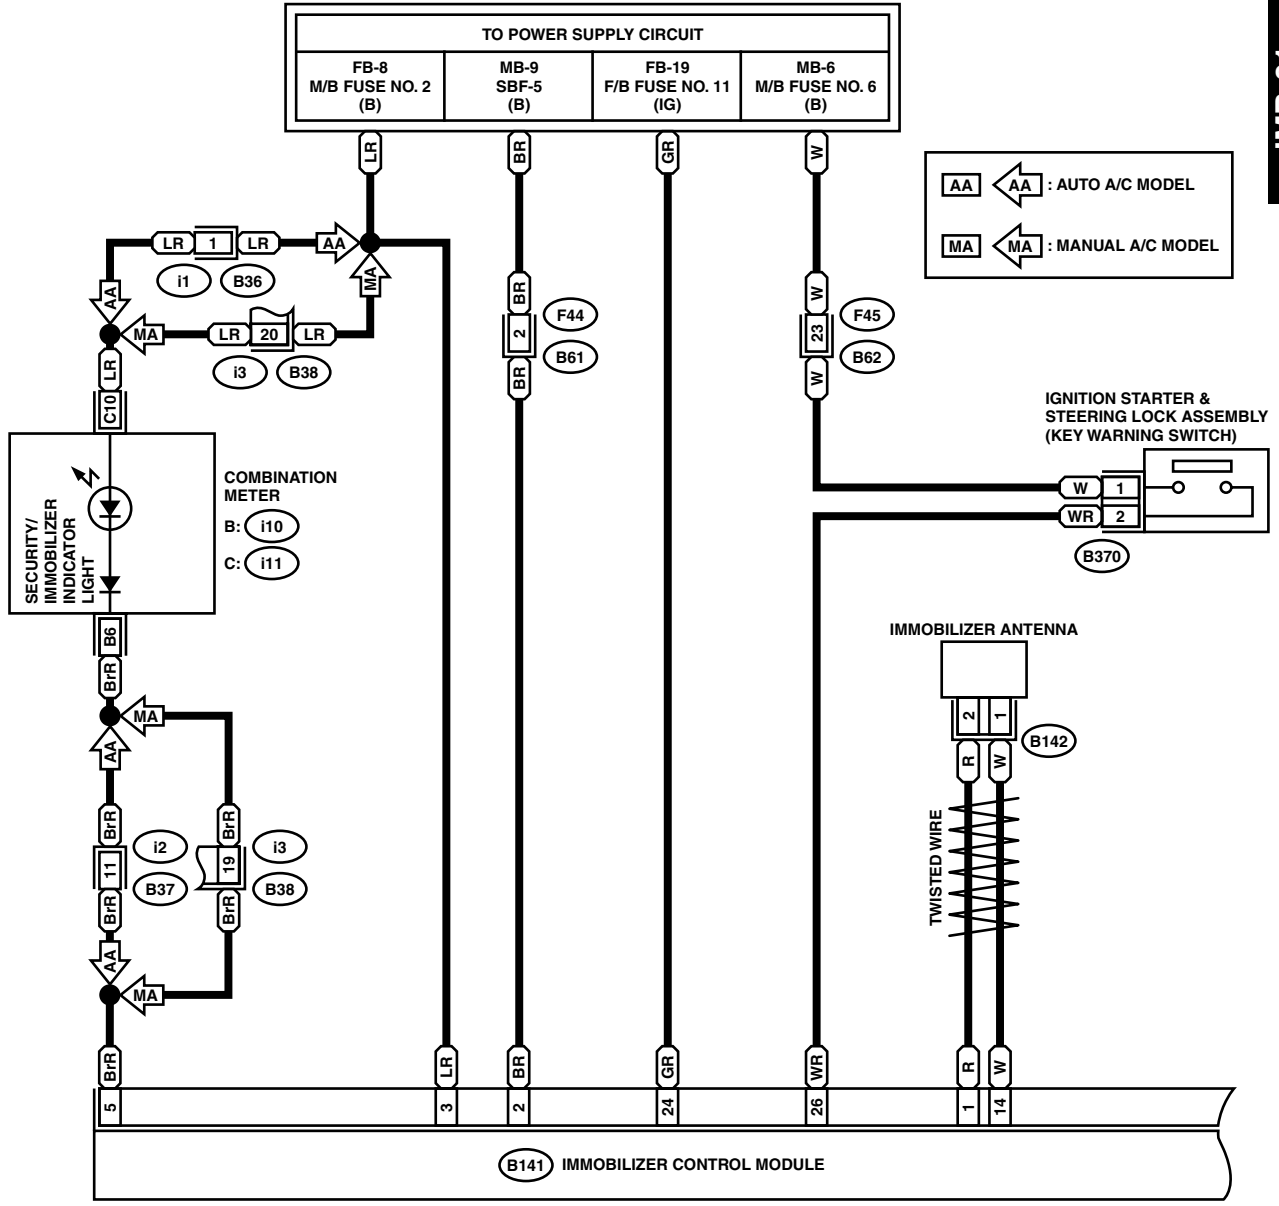 TO POWER SUPPLY CIRCUIT
FB-8
M/B FUSE NO. 2
(B)
MB-9
SBF-5
(B)
FB-19
F/B FUSE NO. 11
(IG)
MB-6
M/B FUSE NO. 6
(B)
LR
BR
GR
W
AA
AA
: AUTO A/C MODEL
MA
MA
: MANUAL A/C MODEL
LR
1
LR
AA
i1
B36
AA
MA
MA
LR
20
LR
i3
B38
BR
2
BR
F44
B61
W
23
W
F45
B62
LR
C10
IGNITION STARTER &
STEERING LOCK ASSEMBLY
(KEY WARNING SWITCH)
W
1
WR
2
B370
SECURITY/
IMMOBILIZER
INDICATOR
LIGHT
COMBINATION
METER
B:
i10
C:
i11
B6
BrR
IMMOBILIZER ANTENNA
2
1
B142
R
W
TWISTED WIRE
MA
AA
BrR
BrR
11
i2
B37
19
i3
B38
BrR
BrR
AA
MA
BrR
LR
BR
GR
WR
R
W
5
3
2
24
26
1
14
B141
IMMOBILIZER CONTROL MODULE